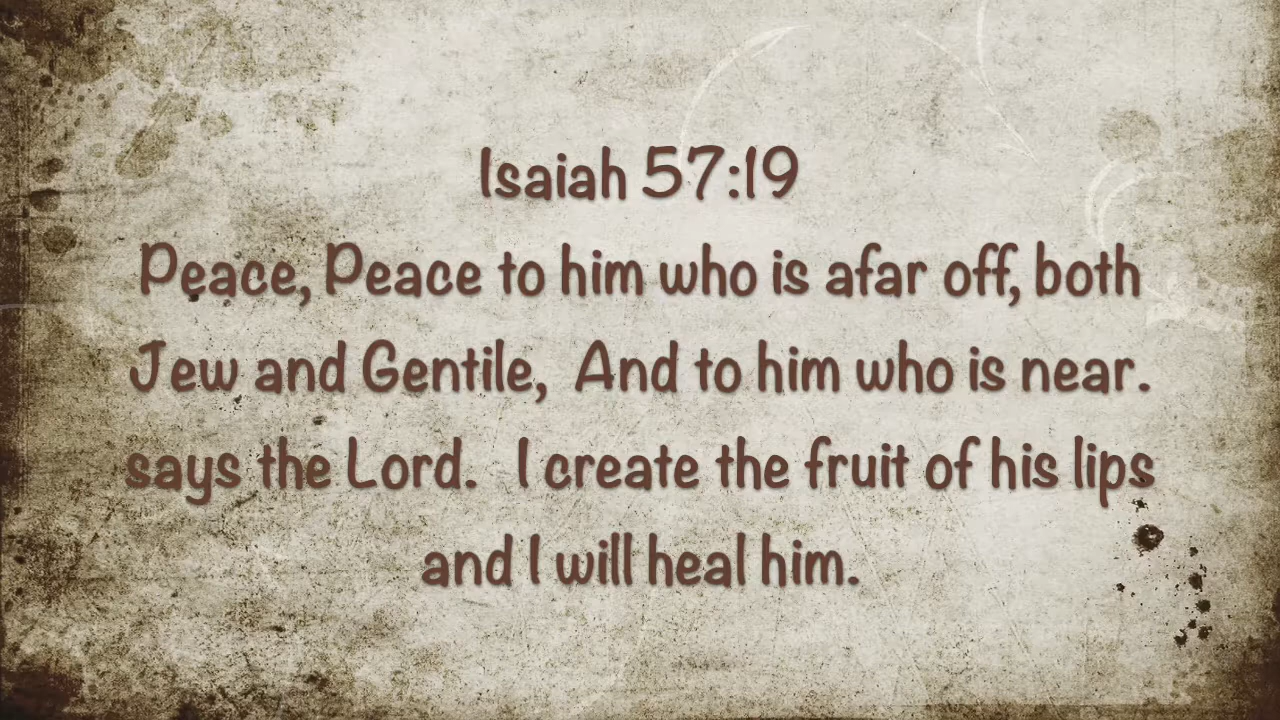 Isaiah 57:19
Peace, Peace to him who is afar off, both
Jew and Gentile,  And to him who is near.
says the Lord.   I create the fruit of his lips
and I will heal him.